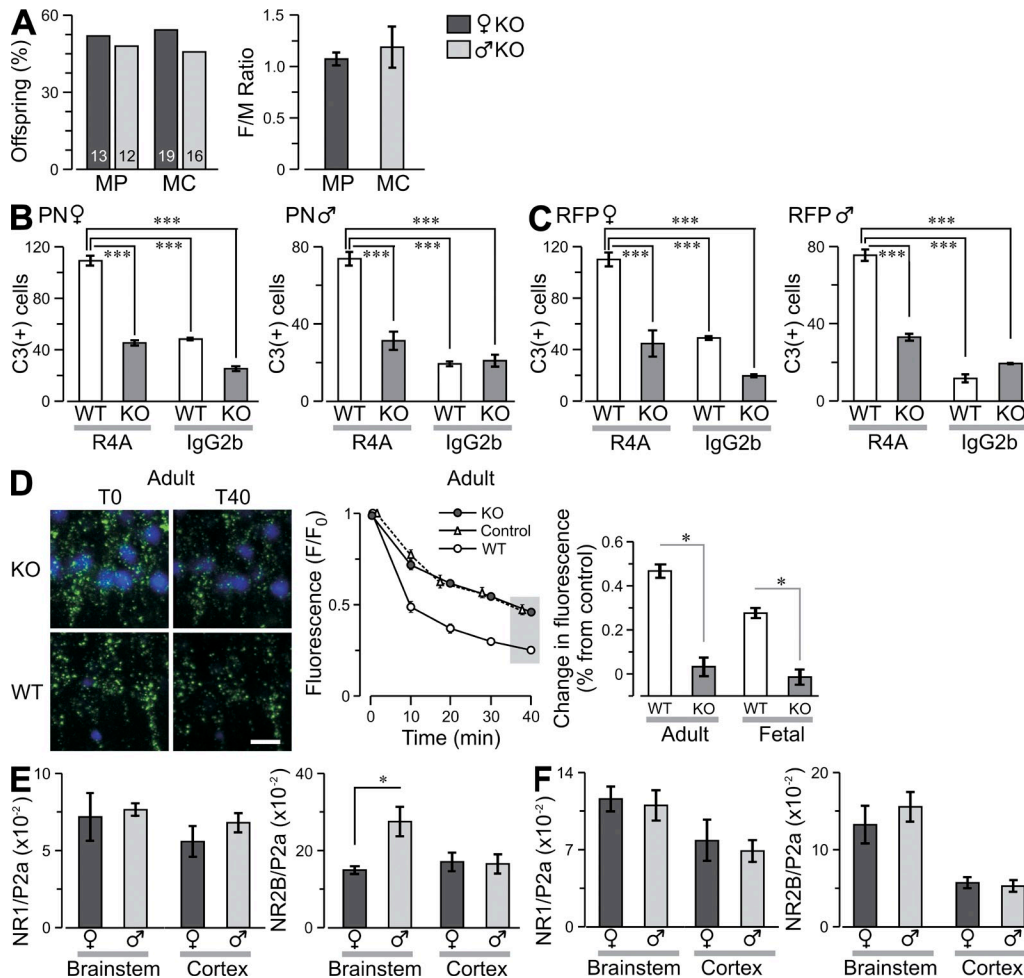 A
Offspring (%)
60
30
0
13
12
19
16
MP
MC
F/M Ratio
1.5
1.0
0.5
0
MP
MC
♀KO
♂KO
B
PN♀
C3(+) cells
120
80
40
0
***
***
***
WT
KO
WT
KO
R4A
IgG2b
PN♂
C3(+) cells
80
40
0
***
***
***
WT
KO
WT
KO
R4A
IgG2b
C
RFP♀
C3(+) cells
120
80
40
0
***
***
***
WT
KO
WT
KO
R4A
IgG2b
RFP♂
C3(+) cells
80
40
0
***
***
***
WT
KO
WT
KO
R4A
IgG2b
D
Adult
T0
T40
KO
WT
Adult
Fluorescence (F/F0)
1
0.5
0
KO
Control
WT
0
10
20
30
40
Time (min)
Change in fluorescence
(% from control)
0.6
0.4
0.2
0
*
*
WT
KO
WT
KO
Adult
Fetal
E
NR1/P2a (x10-2)
10
5
0
♀
♂
♀
♂
Brainstem
Cortex
NR2B/P2a (x10-2)
40
20
0
*
♀
♂
♀
♂
Brainstem
Cortex
F
NR1/P2a (x10-2)
14
7
0
♀
♂
♀
♂
Brainstem
Cortex
NR2B/P2a (x10-2)
20
10
0
♀
♂
♀
♂
Brainstem
Cortex